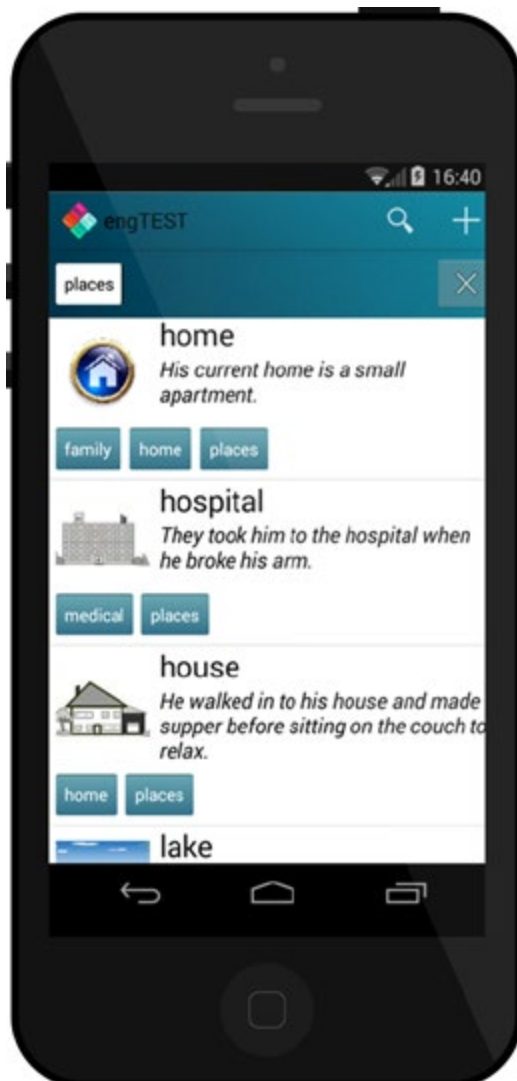 16:40
engTEST
places
home
His current home is a small
apartment.
family home places
hospital
They took him to the hospital when
he broke his arm.
medical places
house
He walked in to his house and made
supper before sitting on the couch to
relax.
home places
lake